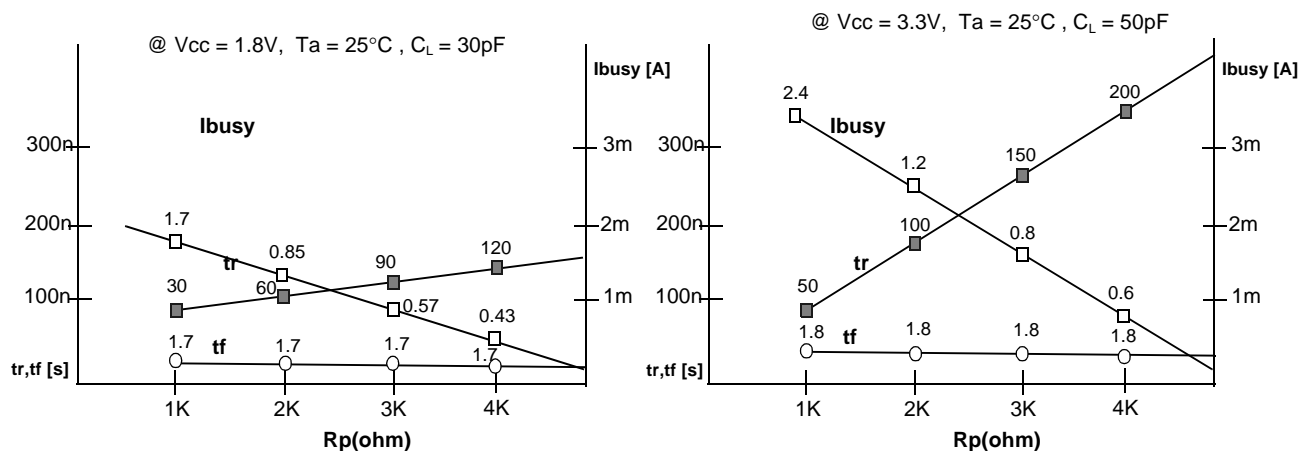 @ Vcc = 1.8V, Ta = 25°C , CL = 30pF
Ibusy [A]
Ibusy
300n
3m
200n
1.7
2m
0.85
tr
90
120
100n
30
60
0.57
0.43
1m
1.7
tf
1.7
1.7
1.7
tr,tf [s]
1K
2K
3K
4K
Rp(ohm)
@ Vcc = 3.3V, Ta = 25°C , CL = 50pF
Ibusy [A]
2.4
200
Ibusy
300n
3m
1.2
150
200n
100
2m
tr
0.8
100n
50
0.6
1m
1.8
tf
1.8
1.8
1.8
tr,tf [s]
1K
2K
3K
4K
Rp(ohm)